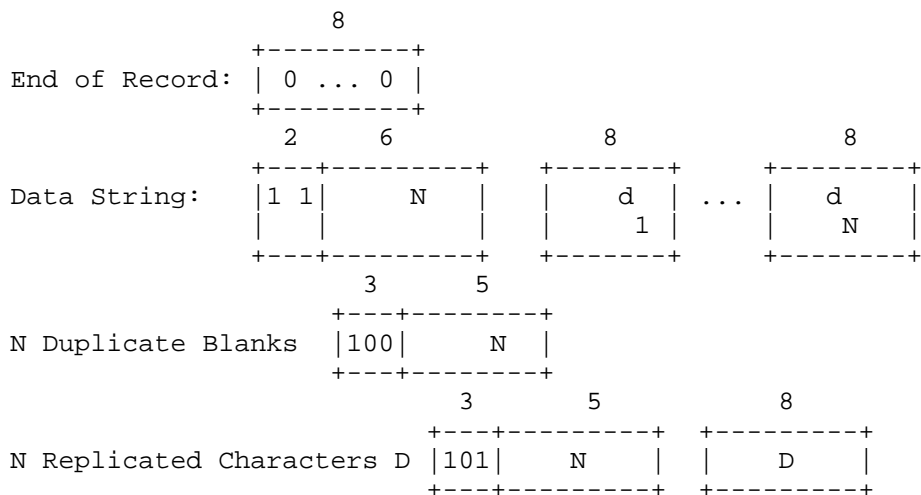 8
+---------+
End of Record: | 0 ... 0 |
+---------+
2 6 8 8
+---+---------+ +-------+ +--------+
Data String: |1 1| N | | d | ... | d |
| | | | 1 | | N |
+---+---------+ +-------+ +--------+
3 5
+---+--------+
N Duplicate Blanks |100| N |
+---+--------+
3 5 8
+---+---------+ +---------+
N Replicated Characters D |101| N | | D |
+---+---------+ +---------+